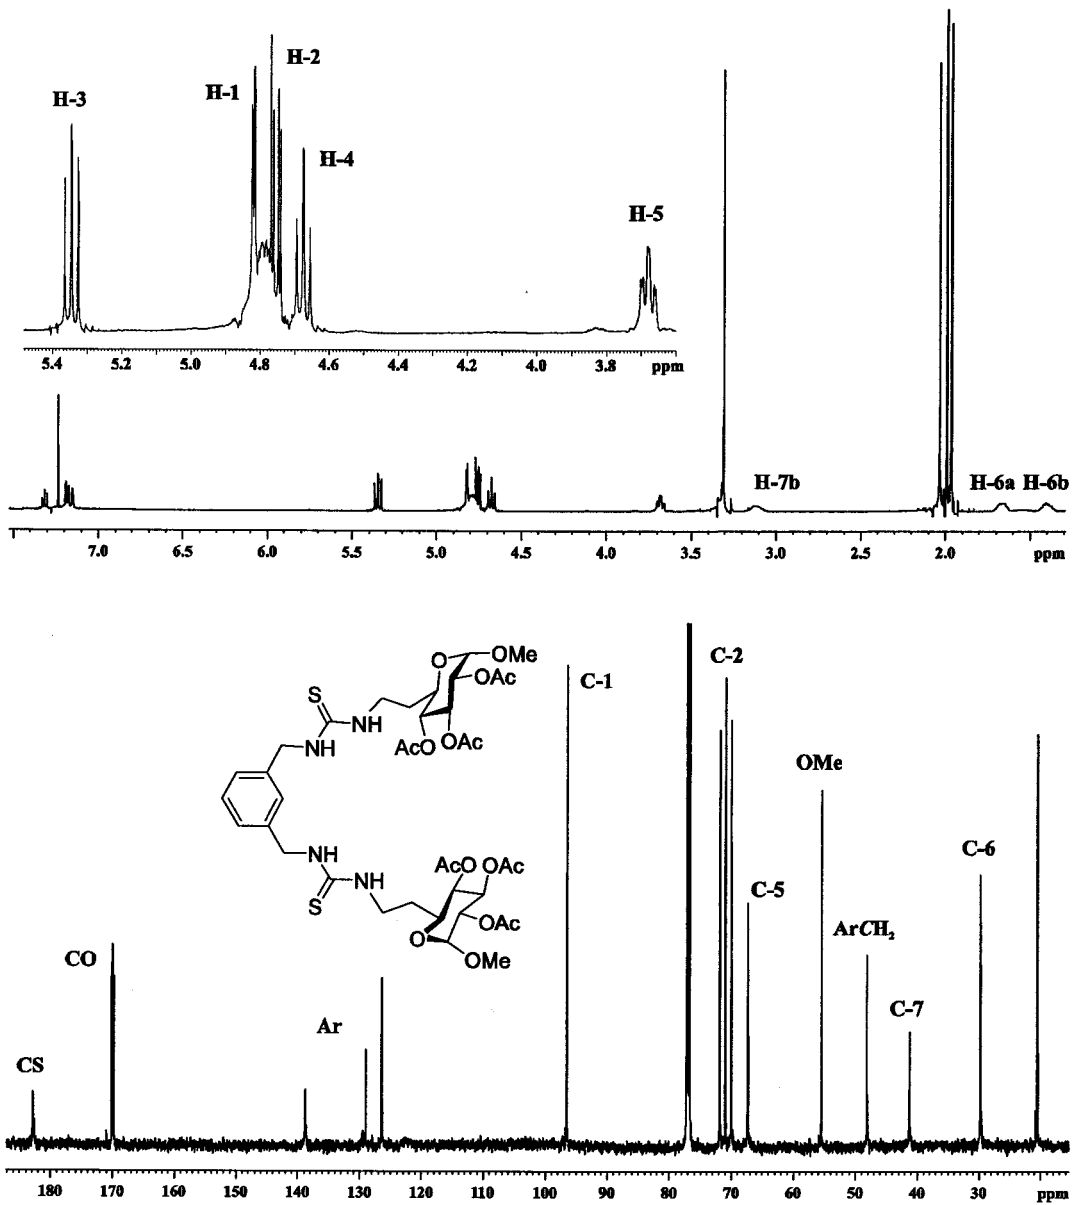 H-3
H-1
H-2
H-4
H-5
5.4 5.2 5.0 4.8 4.6 4.4 4.2 4.0 3.8 ppm
H-7b
H-6a H-6b
7.0 6.5 6.0 5.5 5.0 4.5 4.0 3.5 3.0 2.5 2.0 ppm
C-1
C-2
OMe
C-6
C-5
ArCH₂
C-7
CO
CS
Ar
O
OMe
OAc
S
NH
NH
AcO
OAc
NH
NH
S
AcO
OAc
OAc
O
OMe
180 170 160 150 140 130 120 110 100 90 80 70 60 50 40 30 ppm